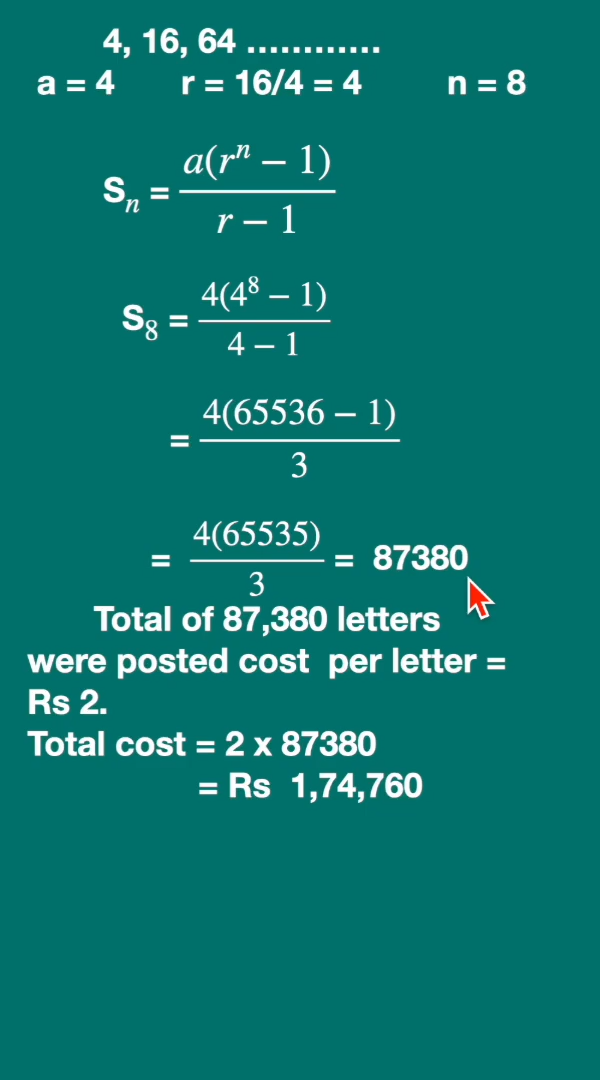 4, 16, 64 ............
a = 4 r = 16/4 = 4 n = 8
Sₙ = a(rⁿ − 1) / r − 1
S₈ = 4(4⁸ − 1) / 4 − 1
= 4(65536 − 1) / 3
= 4(65535) / 3 = 87380
Total of 87,380 letters
were posted cost per letter =
Rs 2.
Total cost = 2 x 87380
= Rs 1,74,760